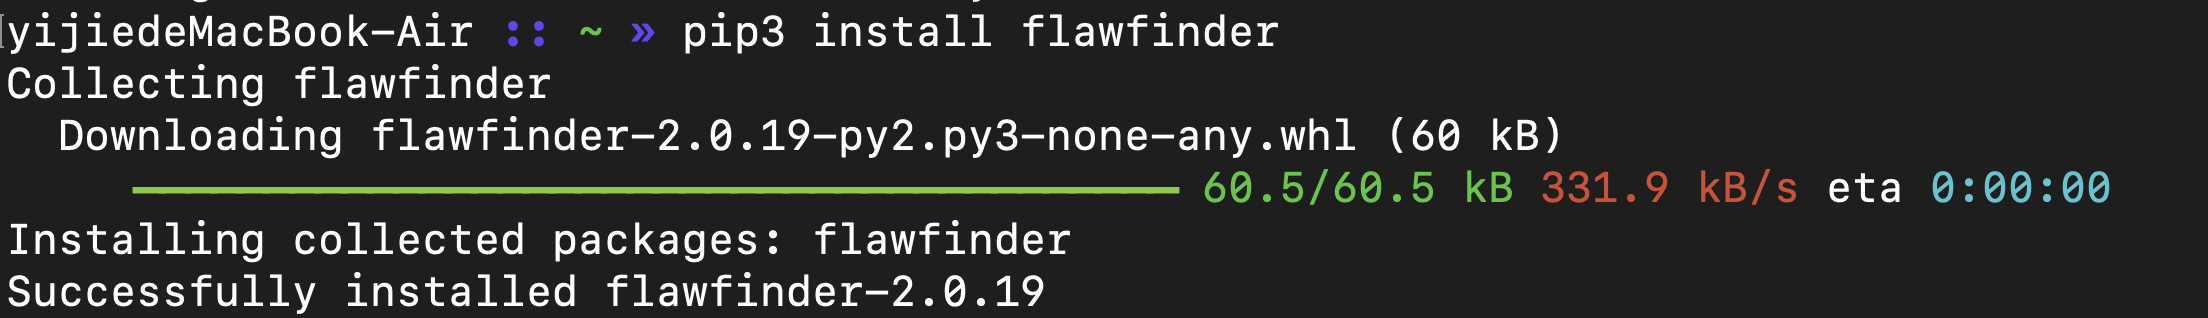 yijiedeMacBook-Air :: ~ » pip3 install flawfinder
Collecting flawfinder
  Downloading flawfinder-2.0.19-py2.py3-none-any.whl (60 kB)
     ━━━━━━━━━━━━━━━━━━━━━━━━━━━━━━━━━━━━━━━━ 60.5/60.5 kB 331.9 kB/s eta 0:00:00
Installing collected packages: flawfinder
Successfully installed flawfinder-2.0.19